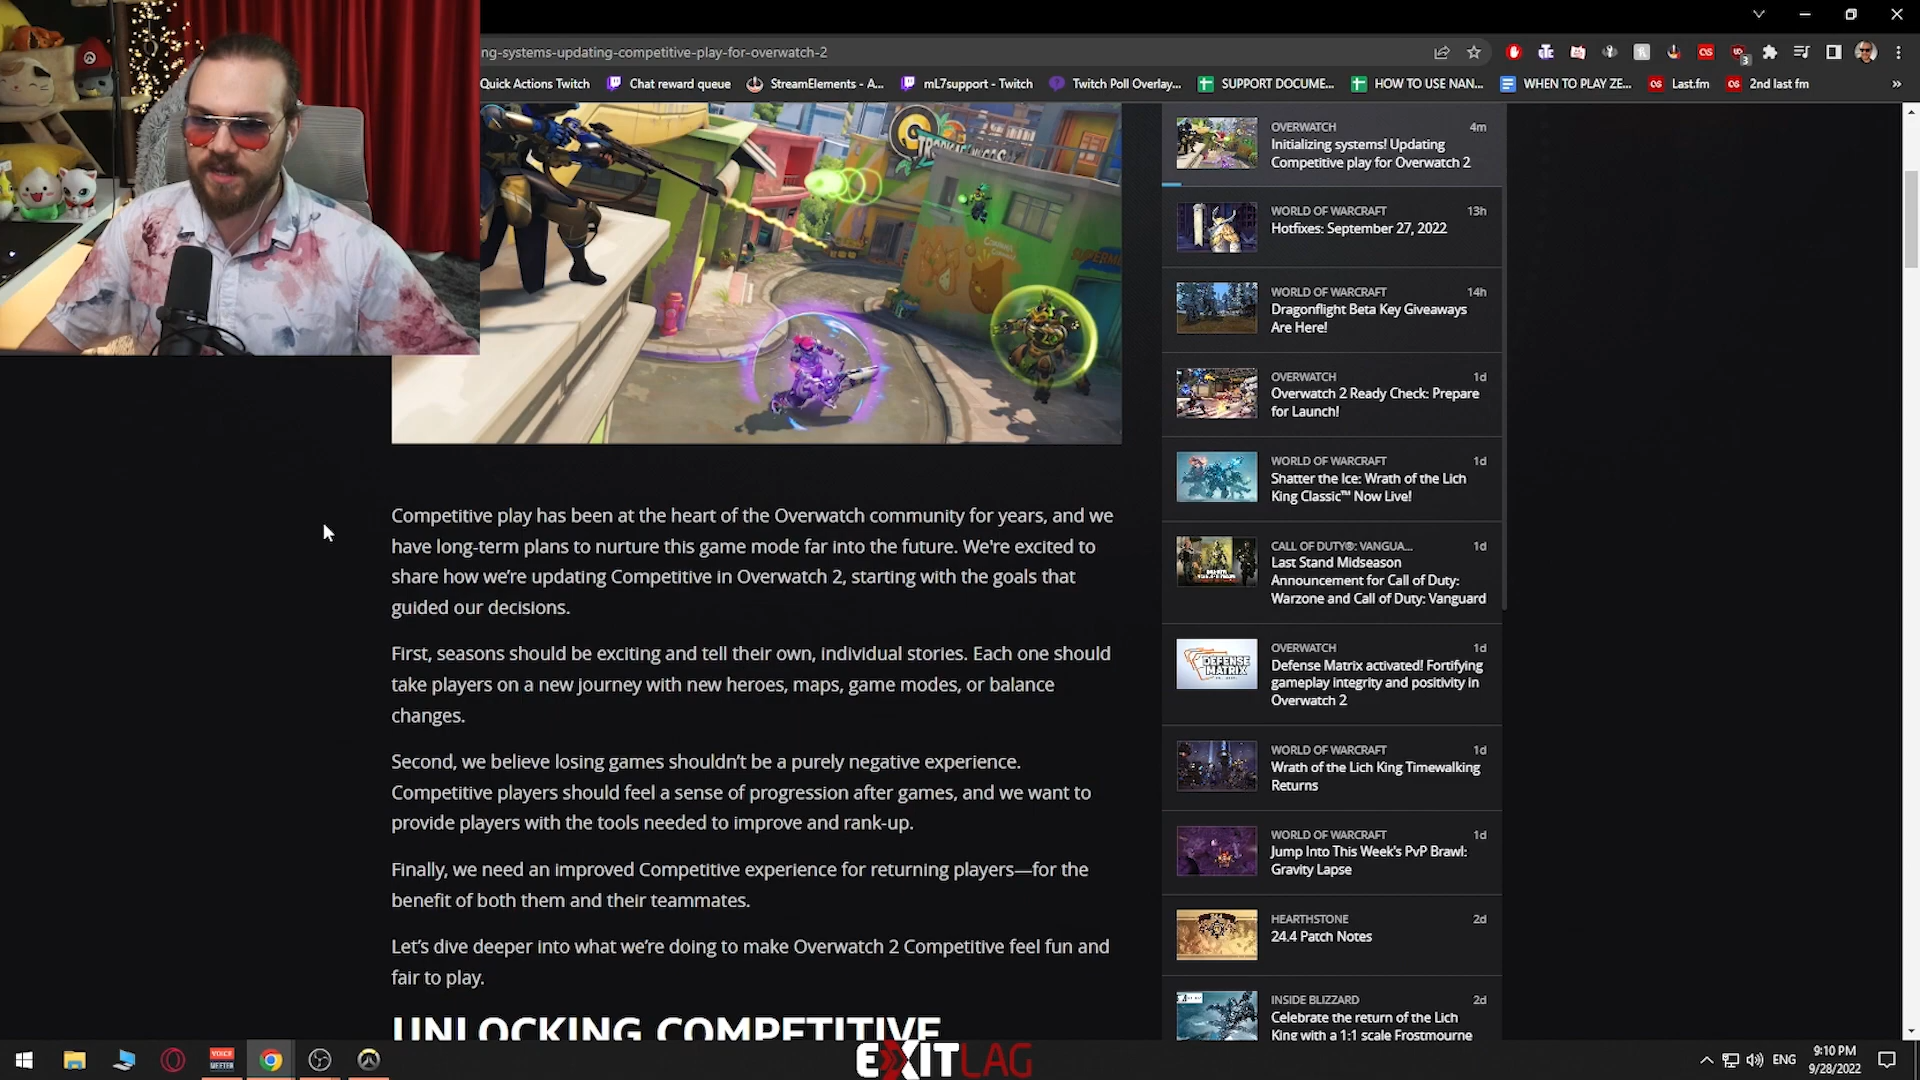 ng-systems-updating-competitive-play-for-overwatch-2
Quick Actions Twitch
Chat reward queue
StreamElements - A...
mL7support - Twitch
Twitch Poll Overlay...
SUPPORT DOCUME...
HOW TO USE NAN...
WHEN TO PLAY ZE...
Last.fm
2nd last fm
Competitive play has been at the heart of the Overwatch community for years, and we
have long-term plans to nurture this game mode far into the future. We're excited to
share how we're updating Competitive in Overwatch 2, starting with the goals that
guided our decisions.
First, seasons should be exciting and tell their own, individual stories. Each one should
take players on a new journey with new heroes, maps, game modes, or balance
changes.
Second, we believe losing games shouldn't be a purely negative experience.
Competitive players should feel a sense of progression after games, and we want to
provide players with the tools needed to improve and rank-up.
Finally, we need an improved Competitive experience for returning players—for the
benefit of both them and their teammates.
Let's dive deeper into what we're doing to make Overwatch 2 Competitive feel fun and
fair to play.
UNLOCKING COMPETITIVE
OVERWATCH 4m
Initializing systems! Updating
Competitive play for Overwatch 2
WORLD OF WARCRAFT 13h
Hotfixes: September 27, 2022
WORLD OF WARCRAFT 14h
Dragonflight Beta Key Giveaways
Are Here!
OVERWATCH 1d
Overwatch 2 Ready Check: Prepare
for Launch!
WORLD OF WARCRAFT 1d
Shatter the Ice: Wrath of the Lich
King Classic™ Now Live!
CALL OF DUTY®: VANGUA... 1d
Last Stand Midseason
Announcement for Call of Duty:
Warzone and Call of Duty: Vanguard
DEFENSE
MATRIX
OVERWATCH 1d
Defense Matrix activated! Fortifying
gameplay integrity and positivity in
Overwatch 2
WORLD OF WARCRAFT 1d
Wrath of the Lich King Timewalking
Returns
WORLD OF WARCRAFT 1d
Jump Into This Week's PvP Brawl:
Gravity Lapse
HEARTHSTONE 2d
24.4 Patch Notes
INSIDE BLIZZARD 2d
Celebrate the return of the Lich
King with a 1:1 scale Frostmourne
VOICE
MEETER
EXITLAG
ENG
9:10 PM
9/28/2022